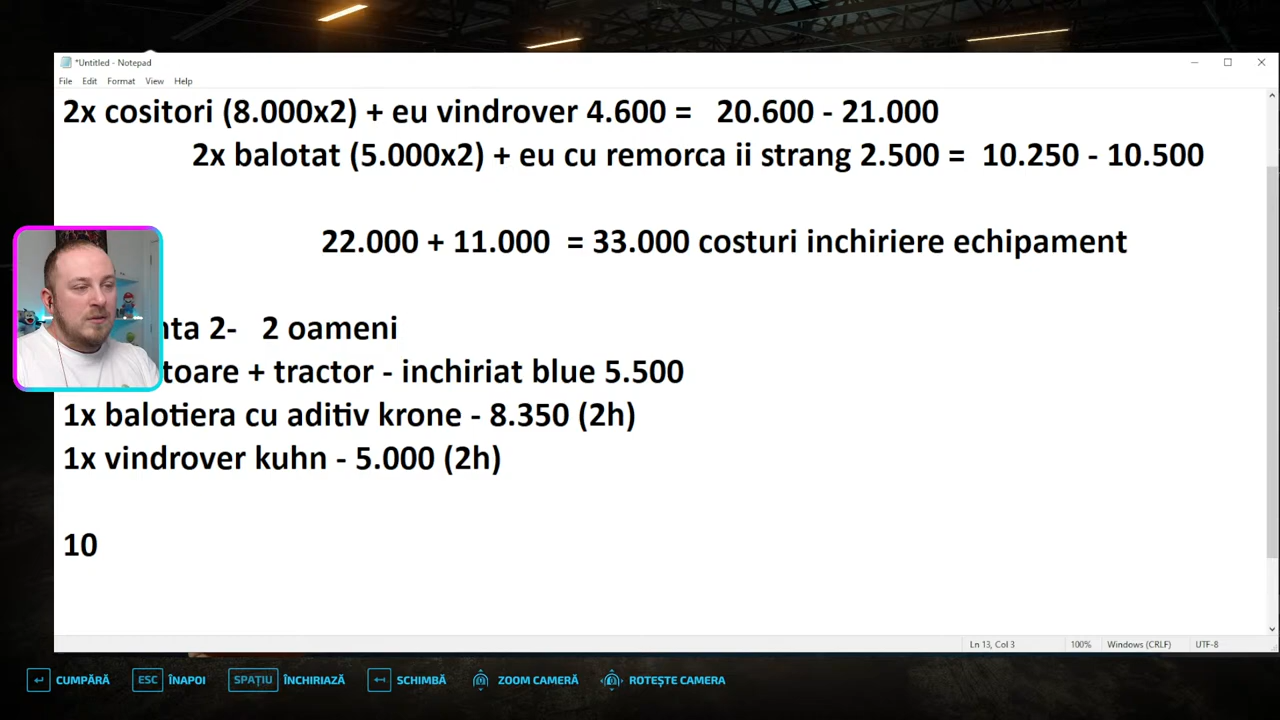 *Untitled - Notepad
File Edit Format View Help
2x cositori (8.000x2) + eu vindrover 4.600 = 20.600 - 21.000
2x balotat (5.000x2) + eu cu remorca ii strang 2.500 = 10.250 - 10.500
22.000 + 11.000 = 33.000 costuri inchiriere echipament
2- 2 oameni
+ tractor - inchiriat blue 5.500
1x balotiera cu aditiv krone - 8.350 (2h)
1x vindrover kuhn - 5.000 (2h)
10
Ln 13, Col 3 100% Windows (CRLF) UTF-8
CUMPĂRĂ ESC ÎNAPOI SPAȚIU ÎNCHIRIAZĂ SCHIMBĂ ZOOM CAMERĂ ROTEȘTE CAMERA